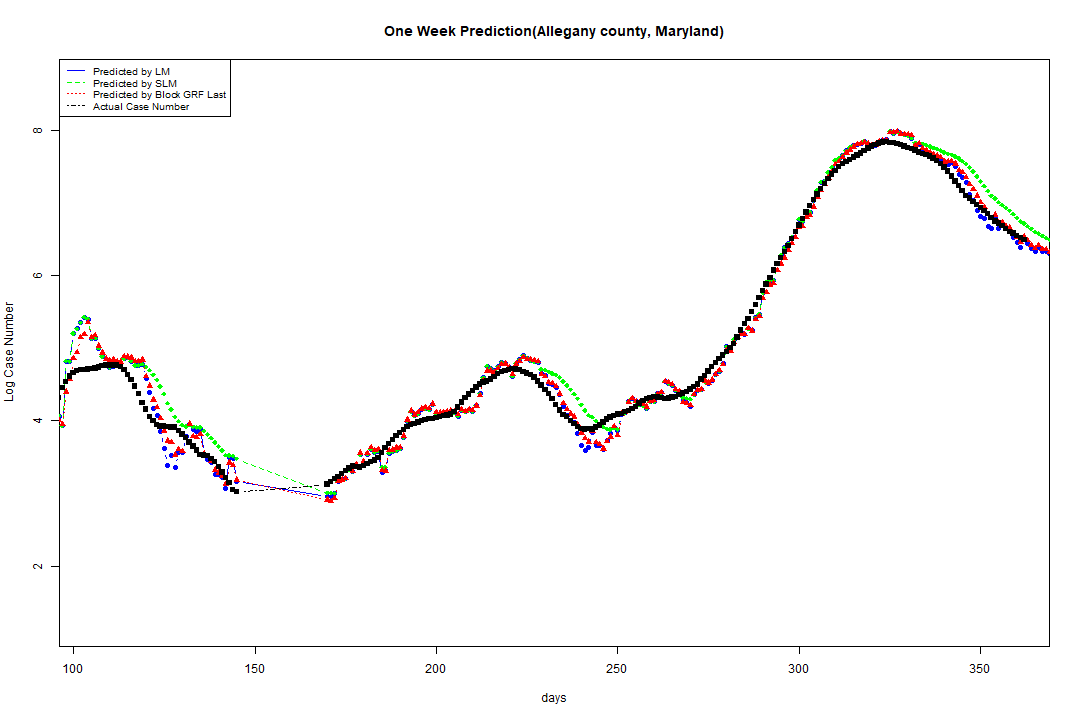 One Week Prediction(Allegany county, Maryland)
Predicted by LM
Predicted by SLM
Predicted by Block GRF Last
Actual Case Number
8
6
4
2
Log Case Number
100 150 200 250 300 350
days